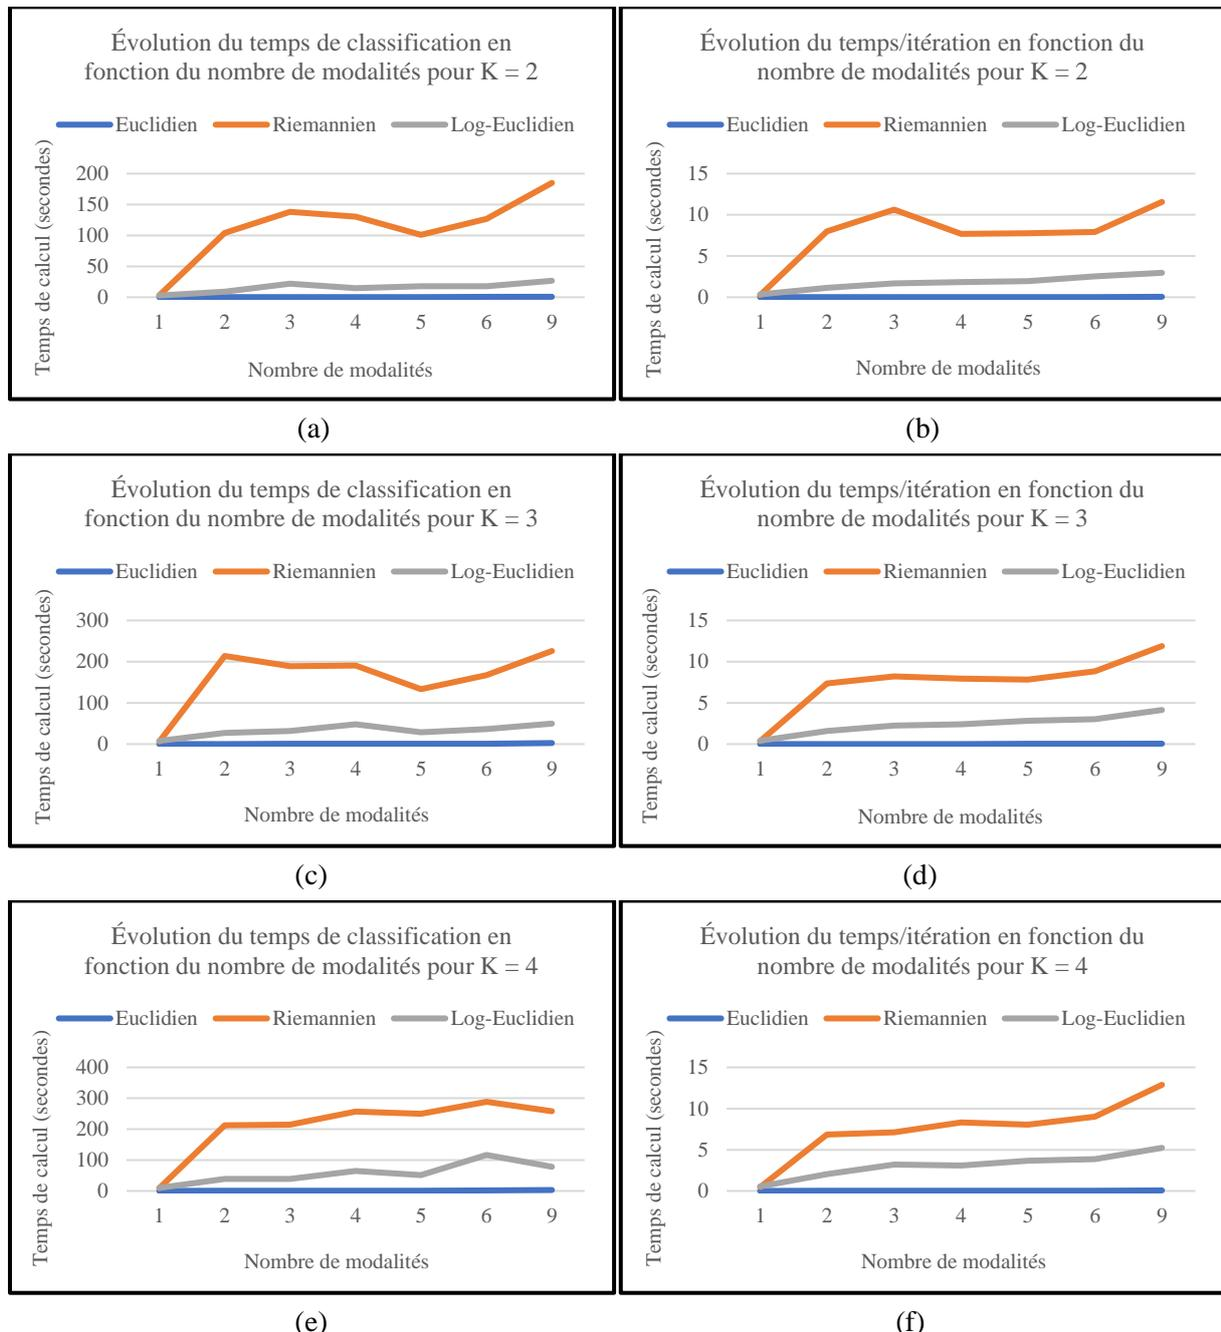 Évolution du temps de classification en
fonction du nombre de modalités pour K = 2
Euclidien Riemannien Log-Euclidien
Temps de calcul (secondes)
200
150
100
50
0
1 2 3 4 5 6 9
Nombre de modalités
(a)
Évolution du temps/itération en fonction du
nombre de modalités pour K = 2
Euclidien Riemannien Log-Euclidien
Temps de calcul (secondes)
15
10
5
0
1 2 3 4 5 6 9
Nombre de modalités
(b)
Évolution du temps de classification en
fonction du nombre de modalités pour K = 3
Euclidien Riemannien Log-Euclidien
Temps de calcul (secondes)
300
200
100
0
1 2 3 4 5 6 9
Nombre de modalités
(c)
Évolution du temps/itération en fonction du
nombre de modalités pour K = 3
Euclidien Riemannien Log-Euclidien
Temps de calcul (secondes)
15
10
5
0
1 2 3 4 5 6 9
Nombre de modalités
(d)
Évolution du temps de classification en
fonction du nombre de modalités pour K = 4
Euclidien Riemannien Log-Euclidien
Temps de calcul (secondes)
400
300
200
100
0
1 2 3 4 5 6 9
Nombre de modalités
(e)
Évolution du temps/itération en fonction du
nombre de modalités pour K = 4
Euclidien Riemannien Log-Euclidien
Temps de calcul (secondes)
15
10
5
0
1 2 3 4 5 6 9
Nombre de modalités
(f)